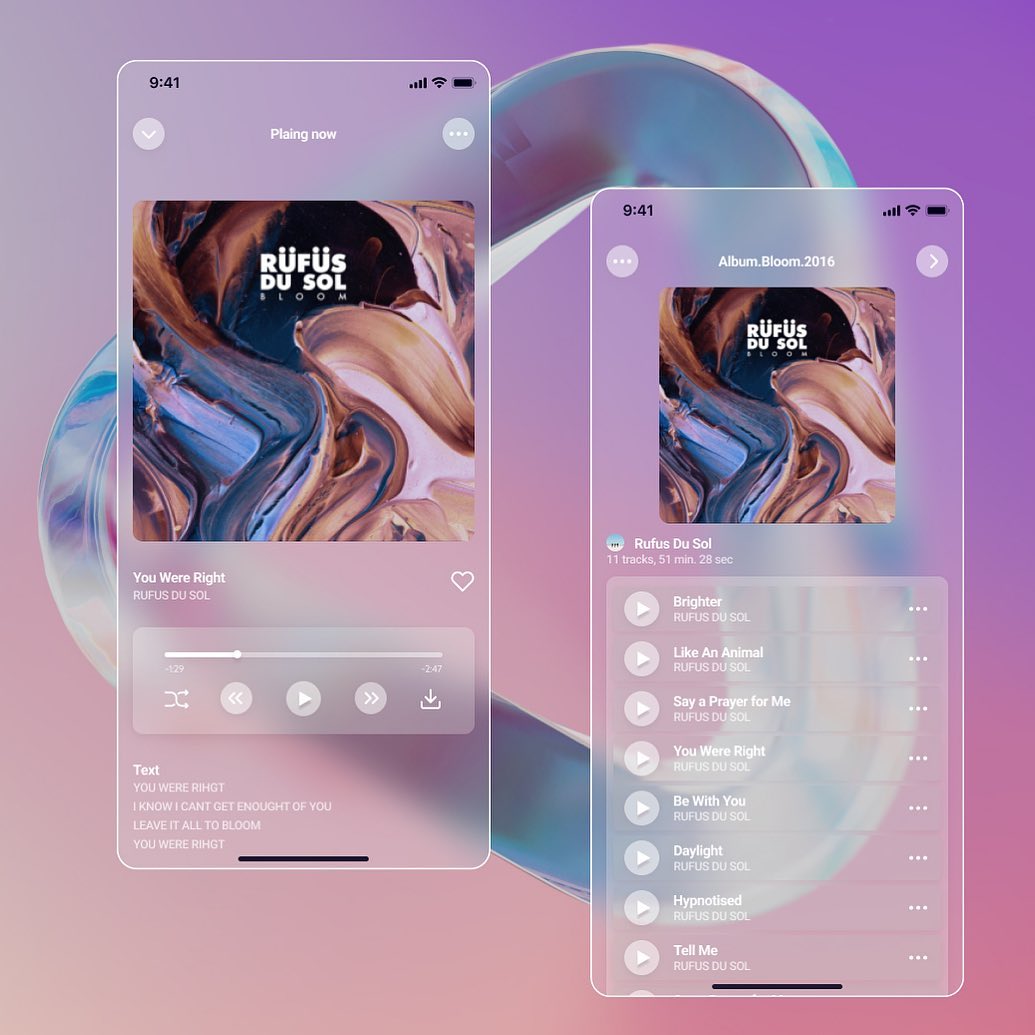 9:41
Plaing now
RÜFÜS
DU SOL
BLOOM
You Were Right
RUFUS DU SOL
-1:29
-2:47
Text
YOU WERE RIHGT
I KNOW I CANT GET ENOUGHT OF YOU
LEAVE IT ALL TO BLOOM
YOU WERE RIHGT
9:41
Album.Bloom.2016
RÜFÜS
DU SOL
BLOOM
Rufus Du Sol
11 tracks, 51 min. 28 sec
Brighter
RUFUS DU SOL
Like An Animal
RUFUS DU SOL
Say a Prayer for Me
RUFUS DU SOL
You Were Right
RUFUS DU SOL
Be With You
RUFUS DU SOL
Daylight
RUFUS DU SOL
Hypnotised
RUFUS DU SOL
Tell Me
RUFUS DU SOL